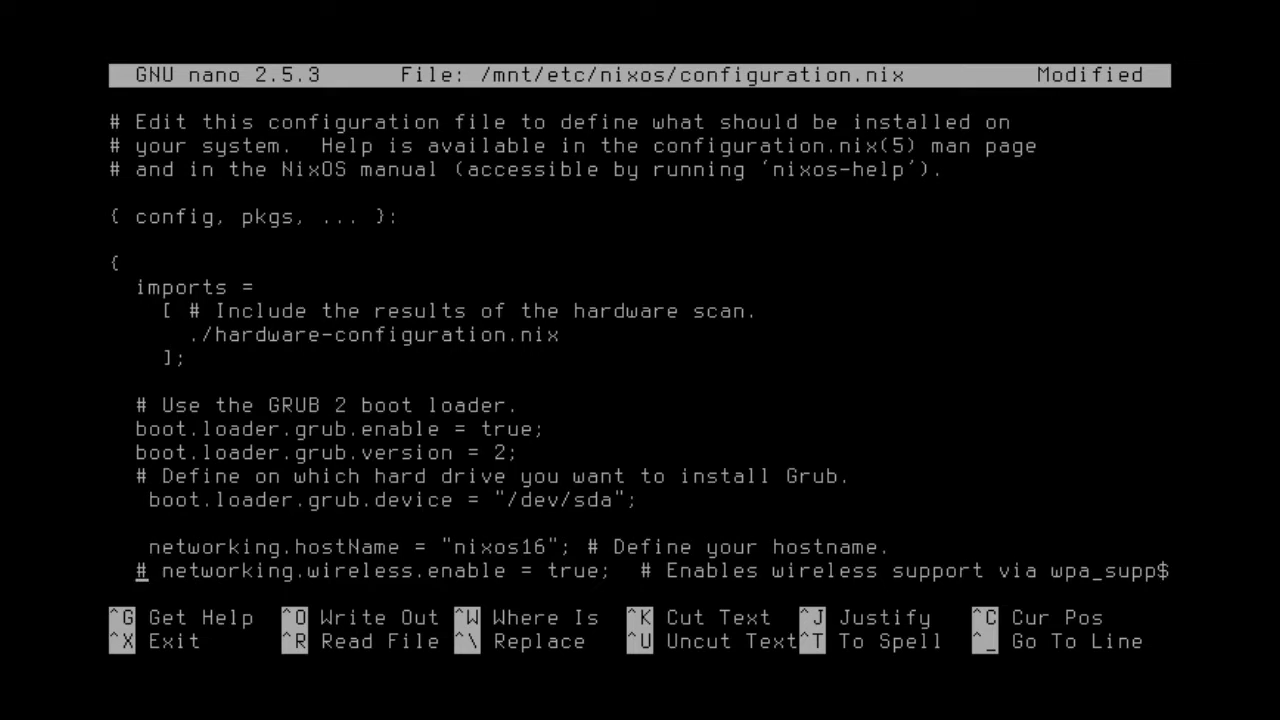 GNU nano 2.5.3 File: /mnt/etc/nixos/configuration.nix Modified
# Edit this configuration file to define what should be installed on
# your system.  Help is available in the configuration.nix(5) man page
# and in the NixOS manual (accessible by running ‘nixos-help’).
{ config, pkgs, ... }:
{
imports =
[ # Include the results of the hardware scan.
./hardware-configuration.nix
];
# Use the GRUB 2 boot loader.
boot.loader.grub.enable = true;
boot.loader.grub.version = 2;
# Define on which hard drive you want to install Grub.
boot.loader.grub.device = "/dev/sda";
networking.hostName = "nixos16"; # Define your hostname.
# networking.wireless.enable = true;  # Enables wireless support via wpa_supp$
^G Get Help ^O Write Out ^W Where Is ^K Cut Text ^J Justify ^C Cur Pos
^X Exit ^R Read File ^\ Replace ^U Uncut Text ^T To Spell ^_ Go To Line